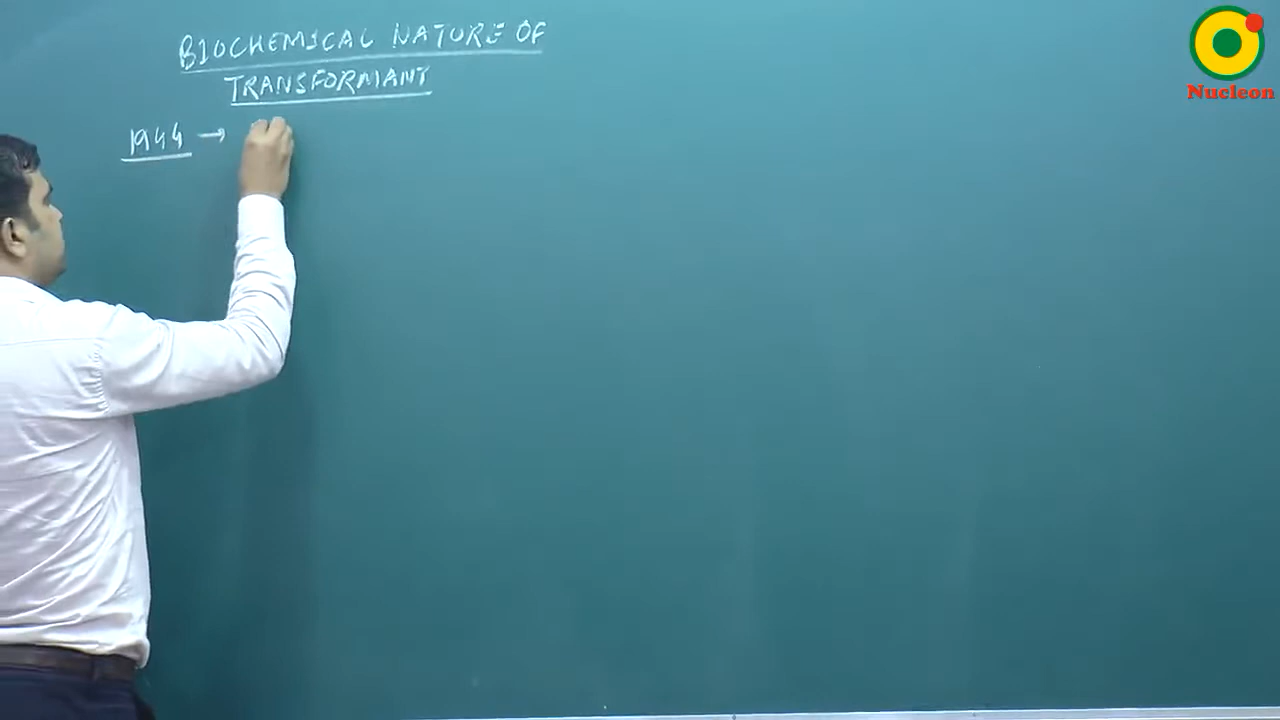 BIOCHEMICAL NATURE OF
TRANSFORMANT
1944 →
Nucleon